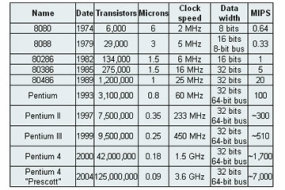 Name Date Transistors Microns Clock speed Data width MIPS
8080 1974 6,000 6 2 MHz 8 bits 0.64
8088 1979 29,000 3 5 MHz 16 bits 8-bit bus 0.33
80286 1982 134,000 1.5 6 MHz 16 bits 1
80386 1985 275,000 1.5 16 MHz 32 bits 5
80486 1989 1,200,000 1 25 MHz 32 bits 20
Pentium 1993 3,100,000 0.8 60 MHz 32 bits 64-bit bus 100
Pentium II 1997 7,500,000 0.35 233 MHz 32 bits 64-bit bus ~300
Pentium III 1999 9,500,000 0.25 450 MHz 32 bits 64-bit bus ~510
Pentium 4 2000 42,000,000 0.18 1.5 GHz 32 bits 64-bit bus ~1,700
Pentium 4 "Prescott" 2004 125,000,000 0.09 3.6 GHz 32 bits 64-bit bus ~7,000